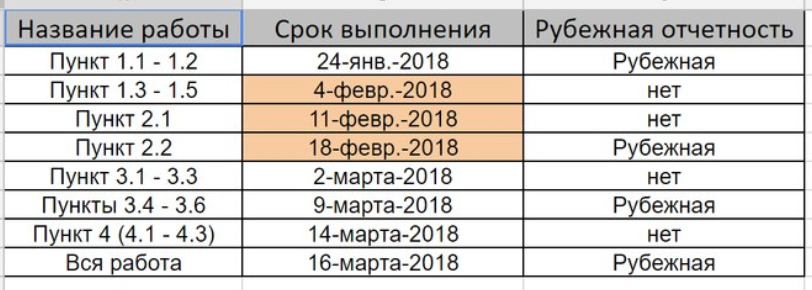 Название работы Срок выполнения Рубежная отчетность
Пункт 1.1 - 1.2 24-янв.-2018 Рубежная
Пункт 1.3 - 1.5 4-февр.-2018 нет
Пункт 2.1 11-февр.-2018 нет
Пункт 2.2 18-февр.-2018 Рубежная
Пункт 3.1 - 3.3 2-марта-2018 нет
Пункты 3.4 - 3.6 9-марта-2018 Рубежная
Пункт 4 (4.1 - 4.3) 14-марта-2018 нет
Вся работа 16-марта-2018 Рубежная